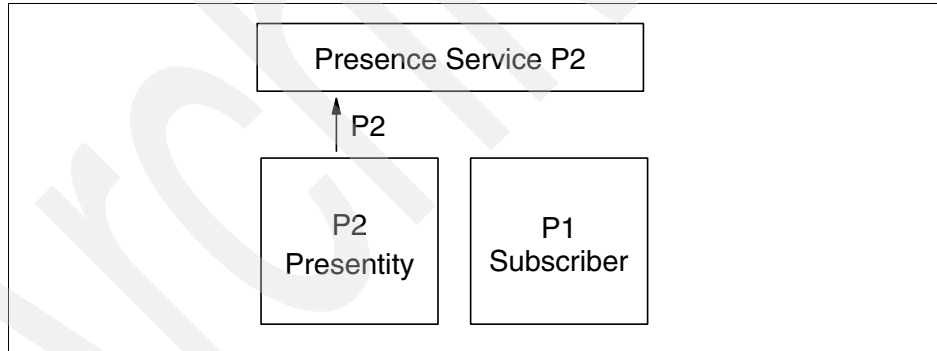 Presence Service P2
P2
P2
Presentity
P1
Subscriber